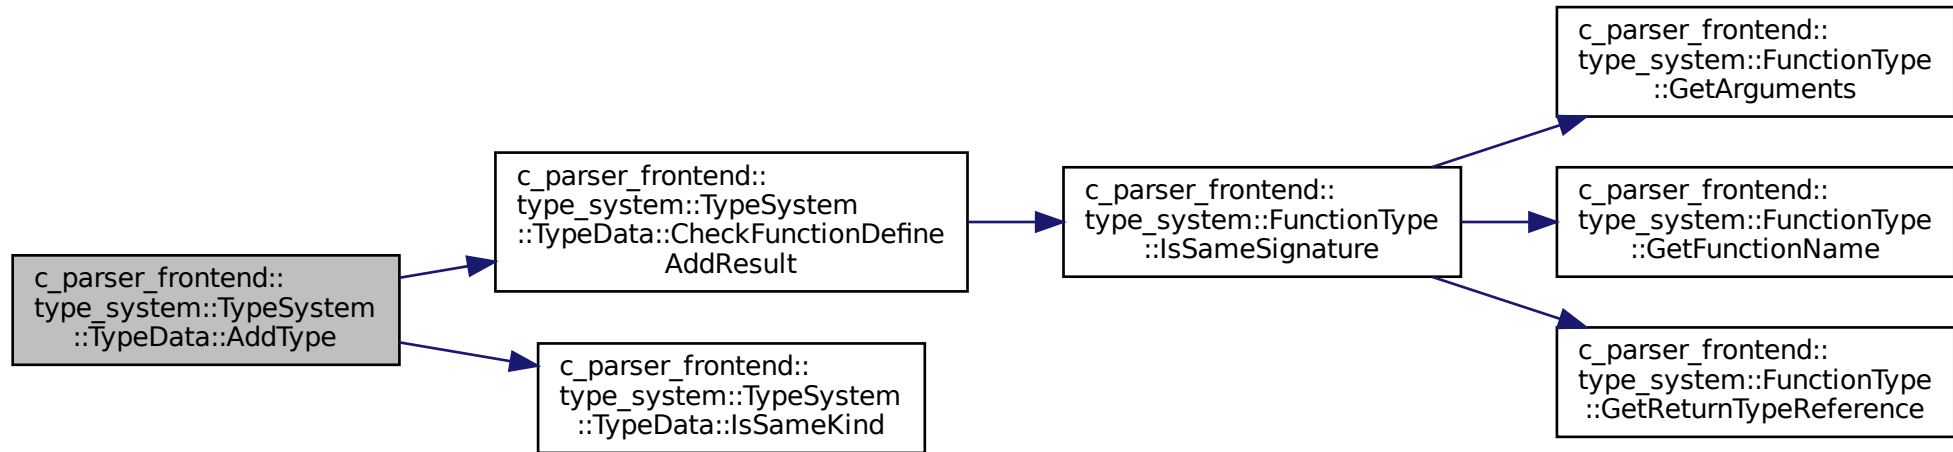 c_parser_frontend::
type_system::TypeSystem
::TypeData::AddType
c_parser_frontend::
type_system::TypeSystem
::TypeData::CheckFunctionDefine
AddResult
c_parser_frontend::
type_system::TypeSystem
::TypeData::IsSameKind
c_parser_frontend::
type_system::FunctionType
::IsSameSignature
c_parser_frontend::
type_system::FunctionType
::GetArguments
c_parser_frontend::
type_system::FunctionType
::GetFunctionName
c_parser_frontend::
type_system::FunctionType
::GetReturnTypeReference